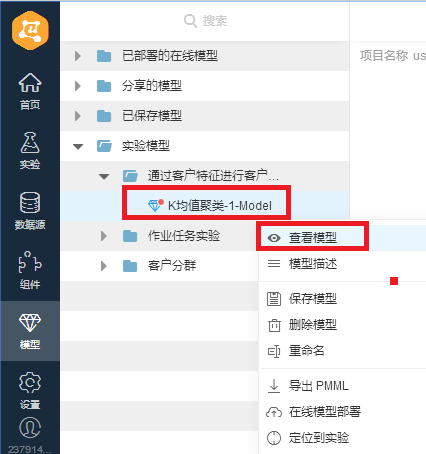 搜索
项目名称 us
已部署的在线模型
分享的模型
已保存模型
实验模型
通过客户特征进行客户...
K均值聚类-1-Model
作业任务实验
客户分群
首页
实验
数据源
组件
模型
设置
237914...
查看模型
模型描述
保存模型
删除模型
重命名
导出 PMML
在线模型部署
定位到实验